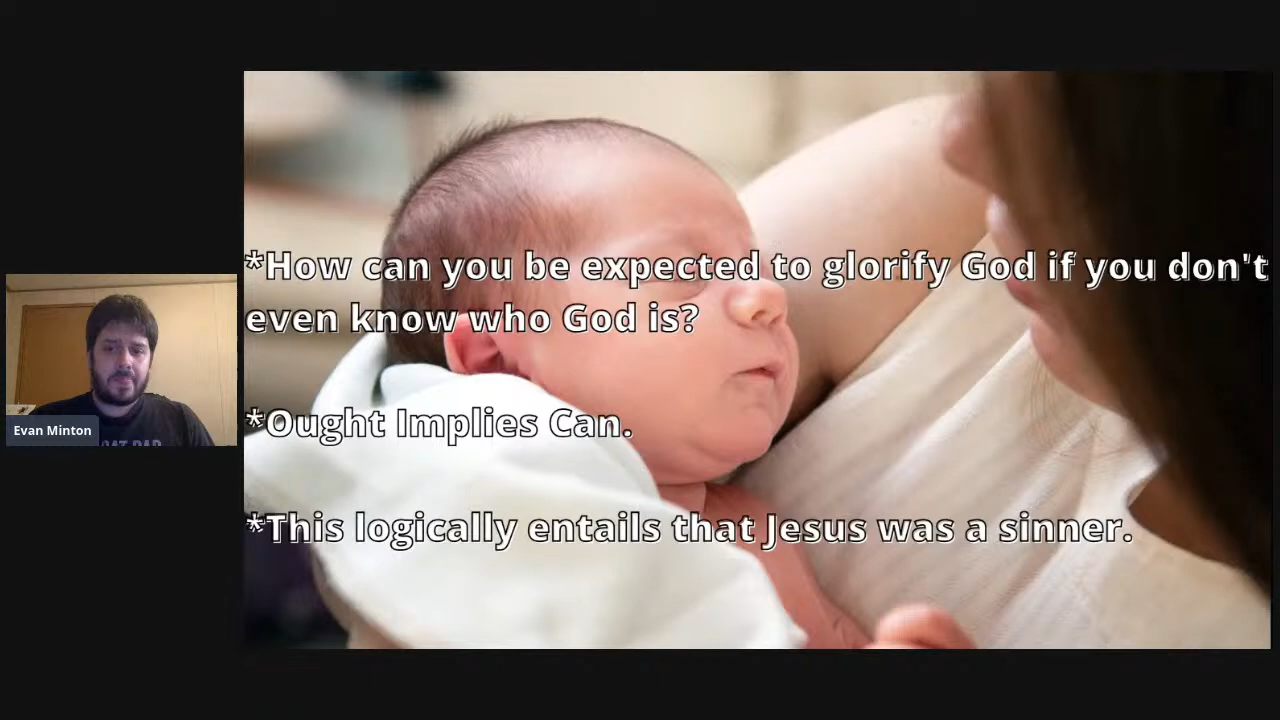 *How can you be expected to glorify God if you don't
even know who God is?
*Ought Implies Can.
*This logically entails that Jesus was a sinner.
Evan Minton